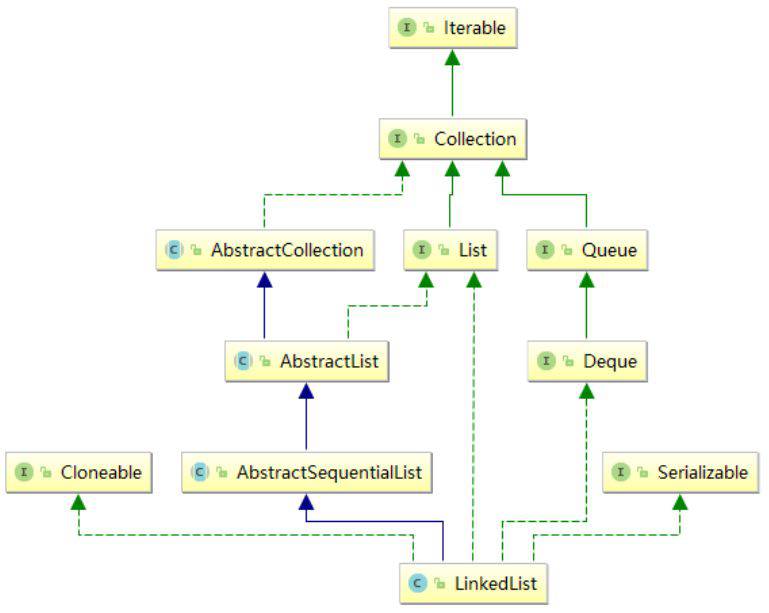 I Iterable
I Collection
C AbstractCollection
I List
I Queue
C AbstractList
I Deque
I Cloneable
C AbstractSequentialList
I Serializable
C LinkedList